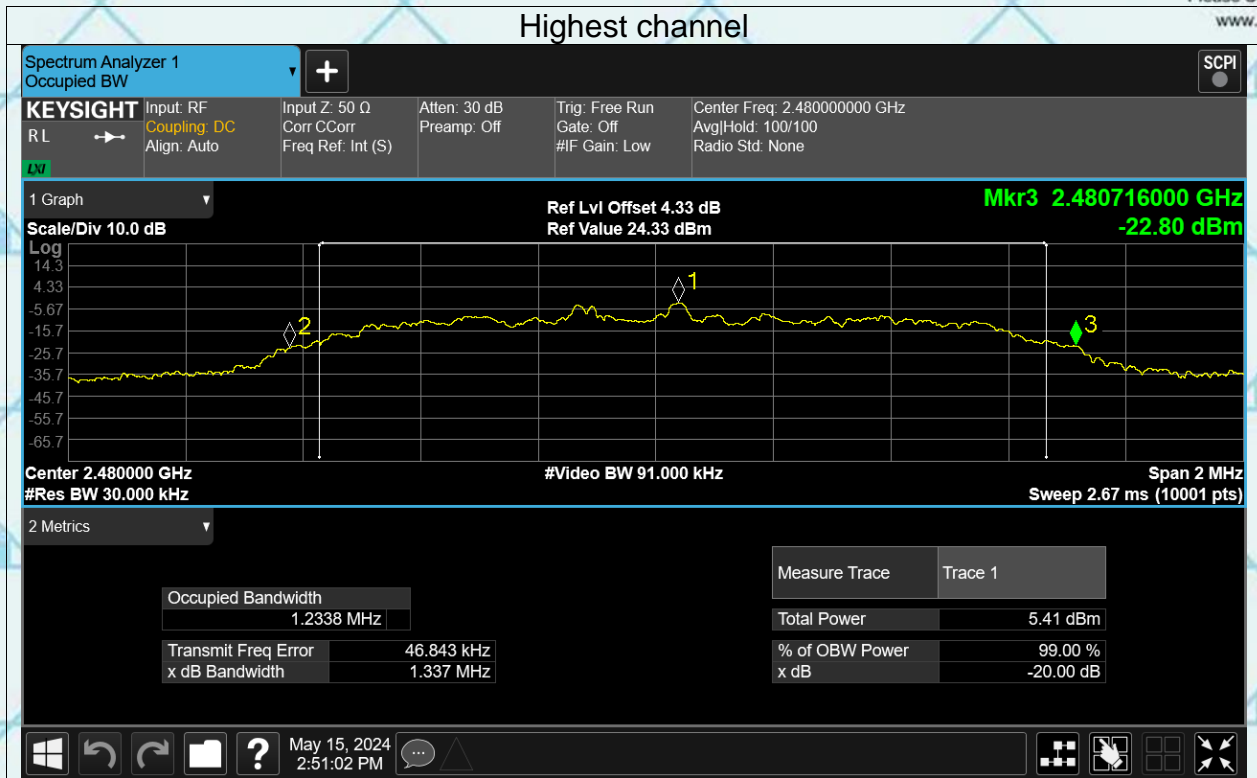 Highest channel
www.
Spectrum Analyzer 1
Occupied BW
SCPI
KEYSIGHT
R L
LXI
Input: RF
Coupling: DC
Align: Auto
Input Z: 50 Ω
Corr CCorr
Freq Ref: Int (S)
Atten: 30 dB
Preamp: Off
Trig: Free Run
Gate: Off
#IF Gain: Low
Center Freq: 2.480000000 GHz
Avg|Hold: 100/100
Radio Std: None
1 Graph
Scale/Div 10.0 dB
Ref Lvl Offset 4.33 dB
Ref Value 24.33 dBm
Mkr3 2.480716000 GHz
-22.80 dBm
Log
14.3
4.33
-5.67
-15.7
-25.7
-35.7
-45.7
-55.7
-65.7
1
2
3
Center 2.480000 GHz
#Video BW 91.000 kHz
Span 2 MHz
#Res BW 30.000 kHz
Sweep 2.67 ms (10001 pts)
2 Metrics
Measure Trace Trace 1
Occupied Bandwidth
1.2338 MHz
Total Power 5.41 dBm
Transmit Freq Error 46.843 kHz
% of OBW Power 99.00 %
x dB Bandwidth 1.337 MHz
x dB -20.00 dB
May 15, 2024
2:51:02 PM